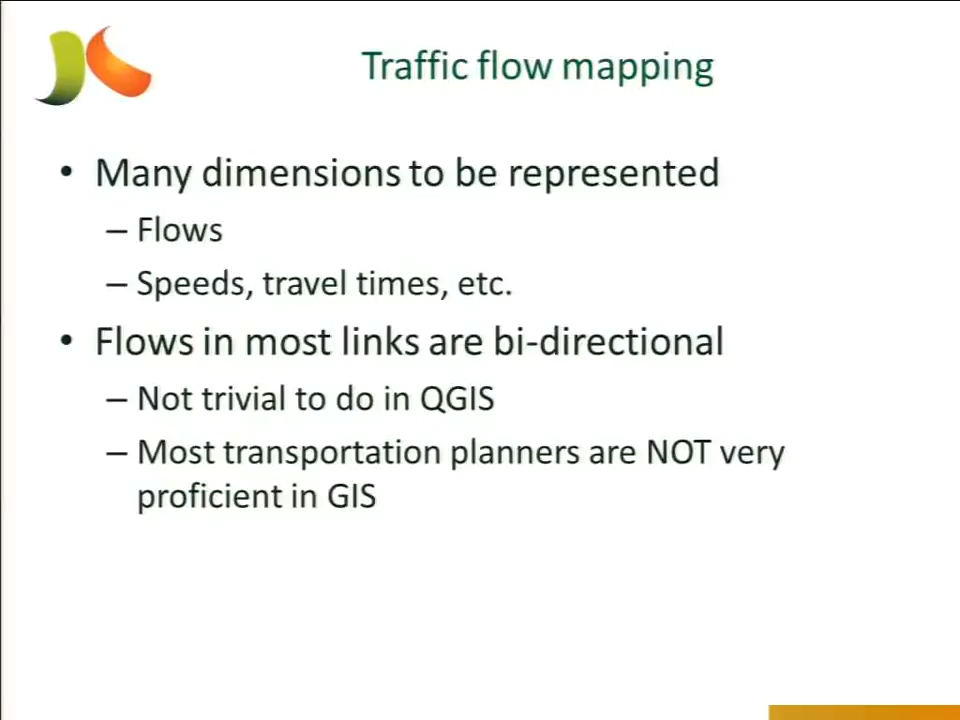 Traffic flow mapping
• Many dimensions to be represented
– Flows
– Speeds, travel times, etc.
• Flows in most links are bi-directional
– Not trivial to do in QGIS
– Most transportation planners are NOT very
proficient in GIS